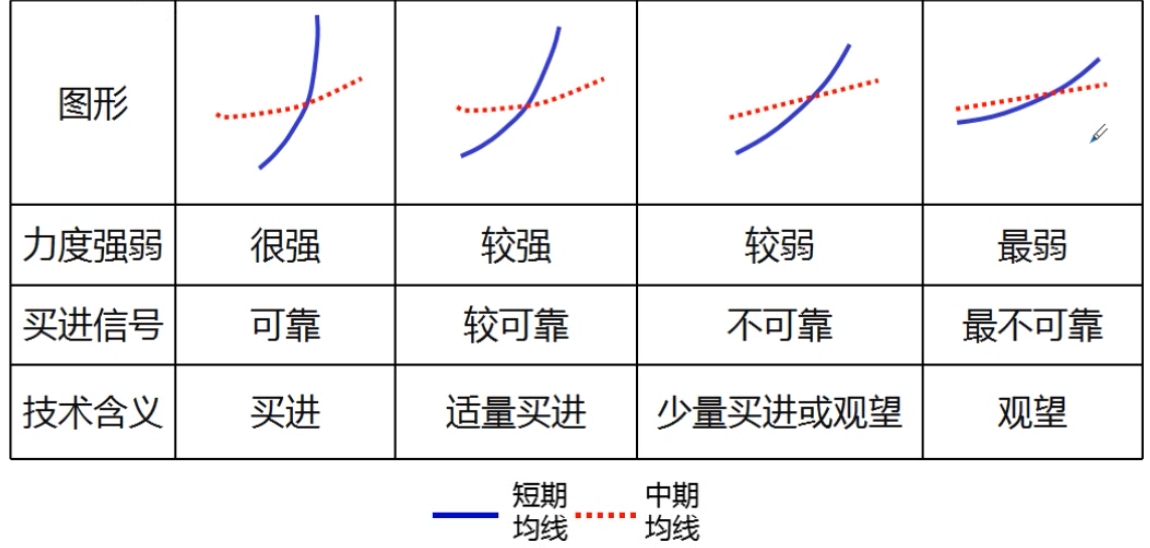 图形
力度强弱 很强 较强 较弱 最弱
买进信号 可靠 较可靠 不可靠 最不可靠
技术含义 买进 适量买进 少量买进或观望 观望
短期 中期
均线 均线